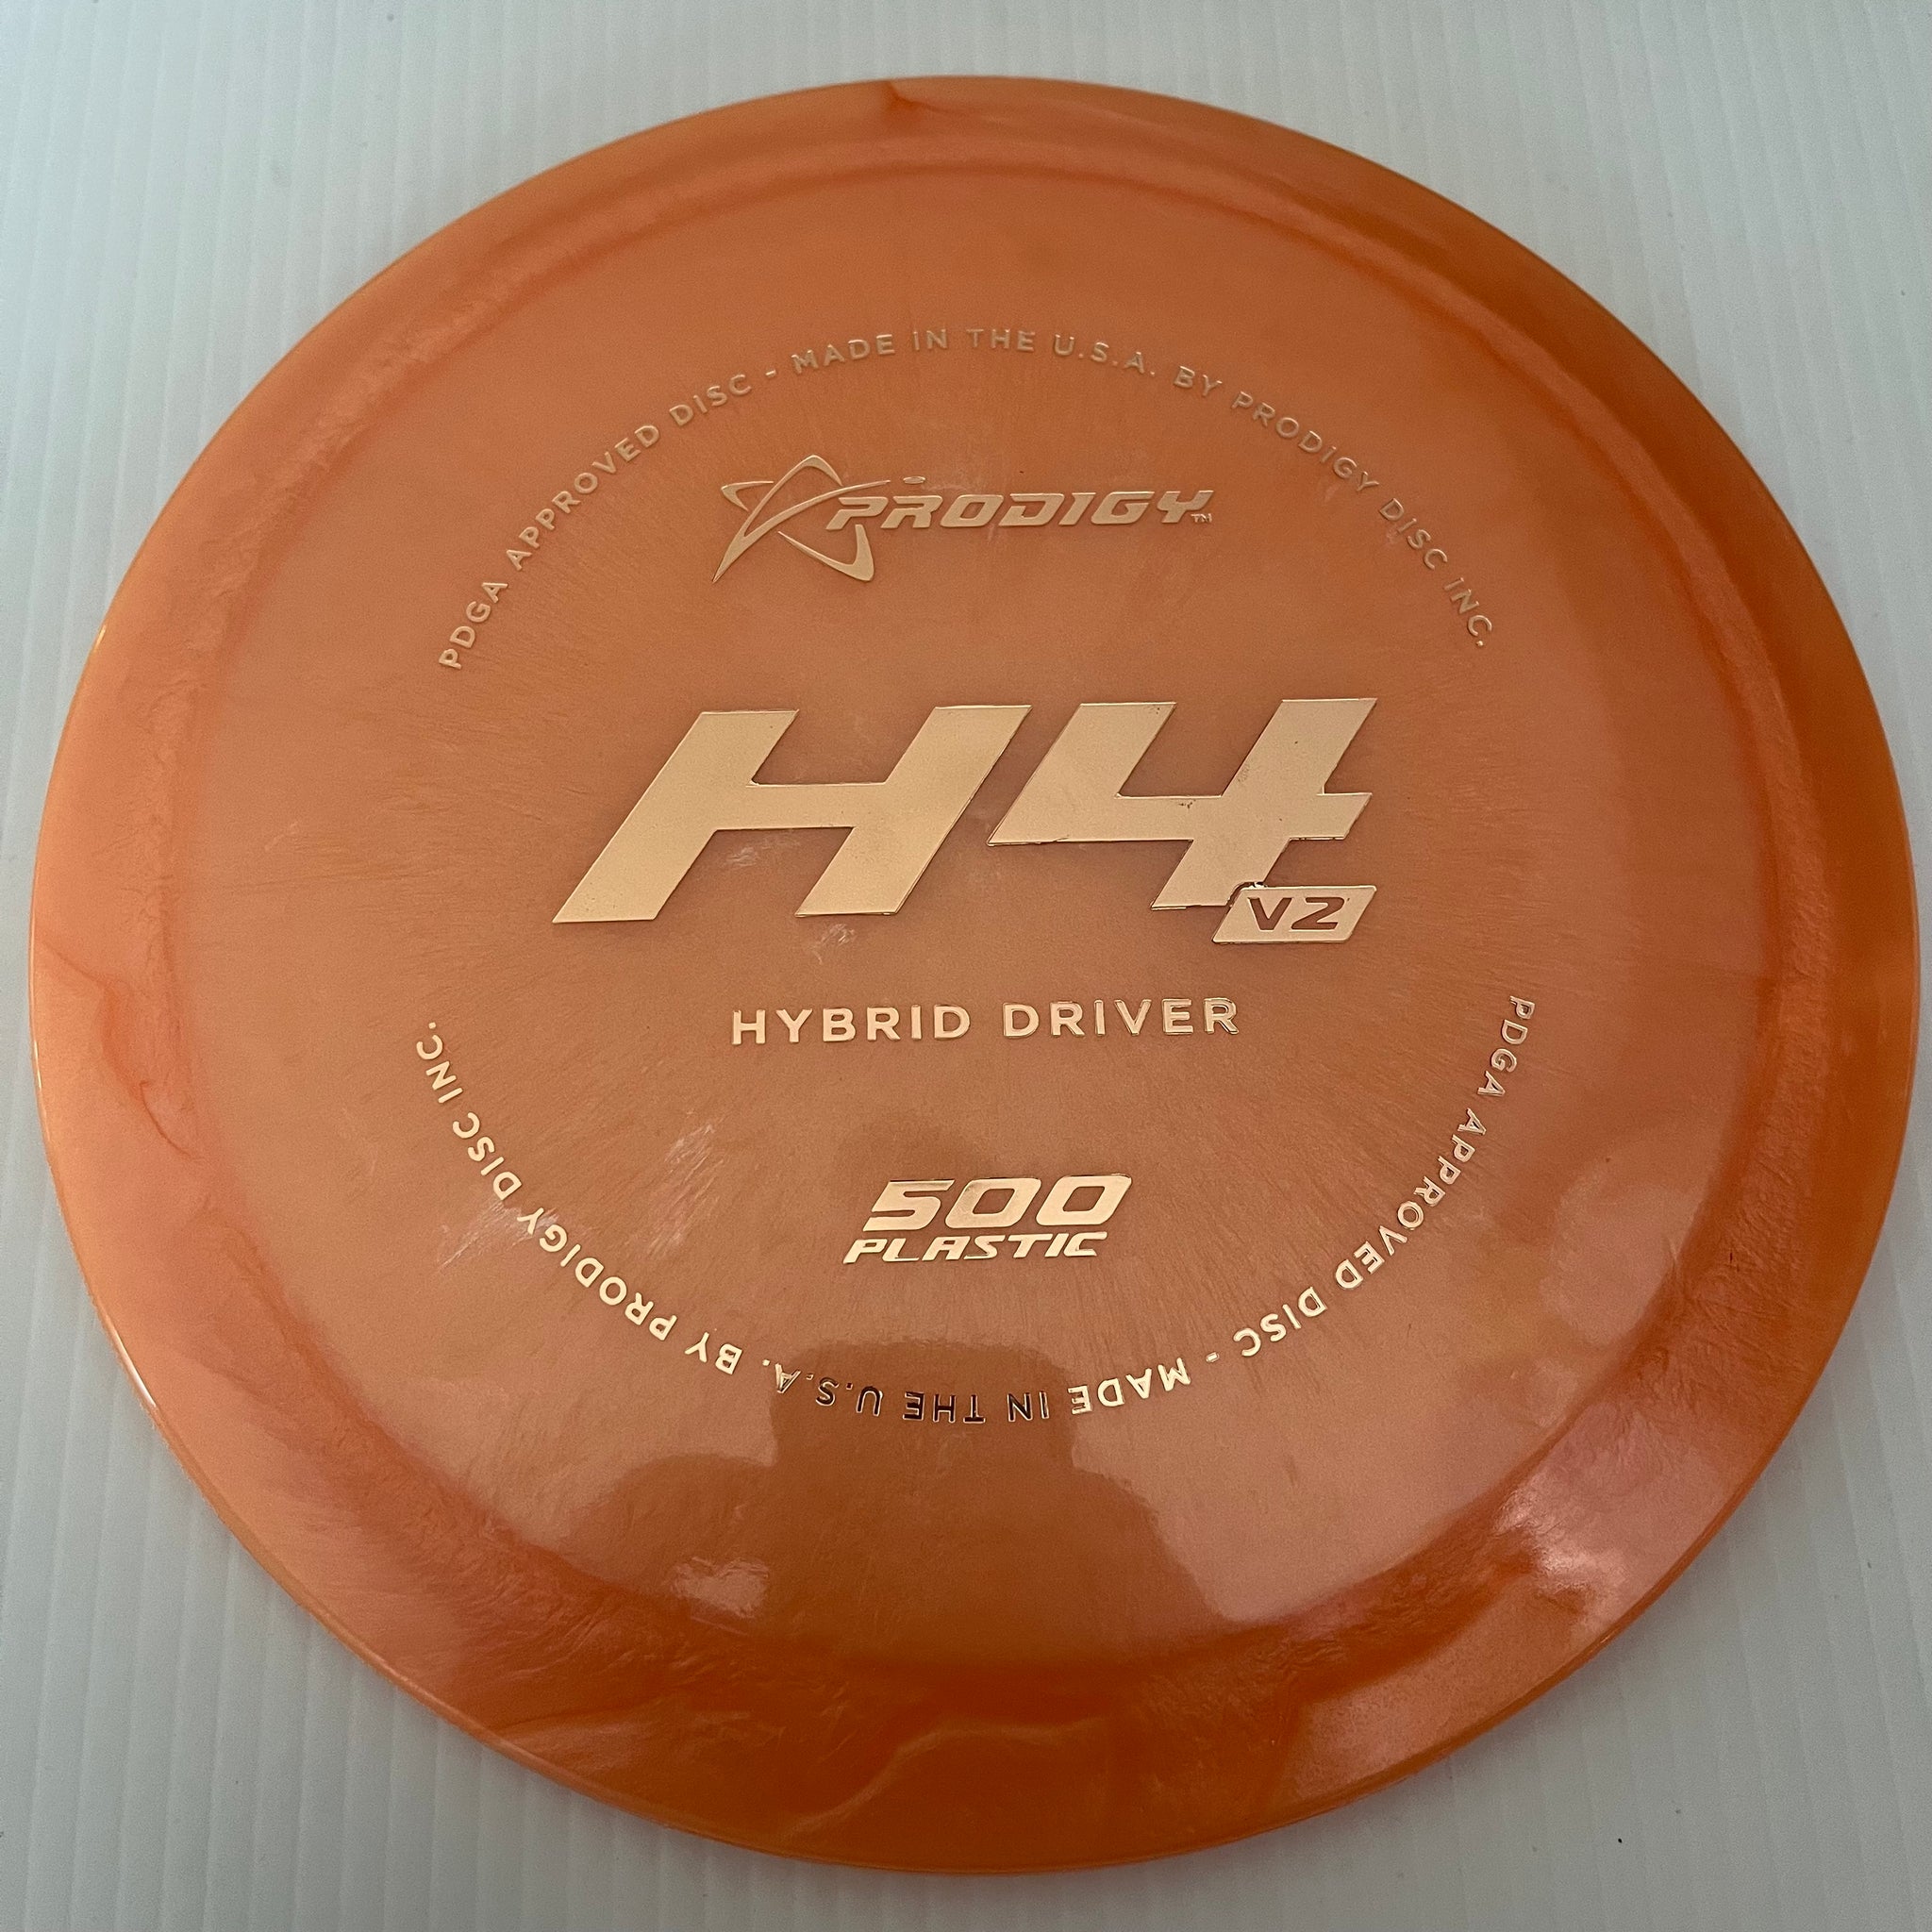 PDGA APPROVED DISC - MADE IN THE U.S.A. BY PRODIGY DISC INC.
PRODIGY™
H4
V2
HYBRID DRIVER
500
PLASTIC
PDGA APPROVED DISC - MADE IN THE U.S.A. BY PRODIGY DISC INC.